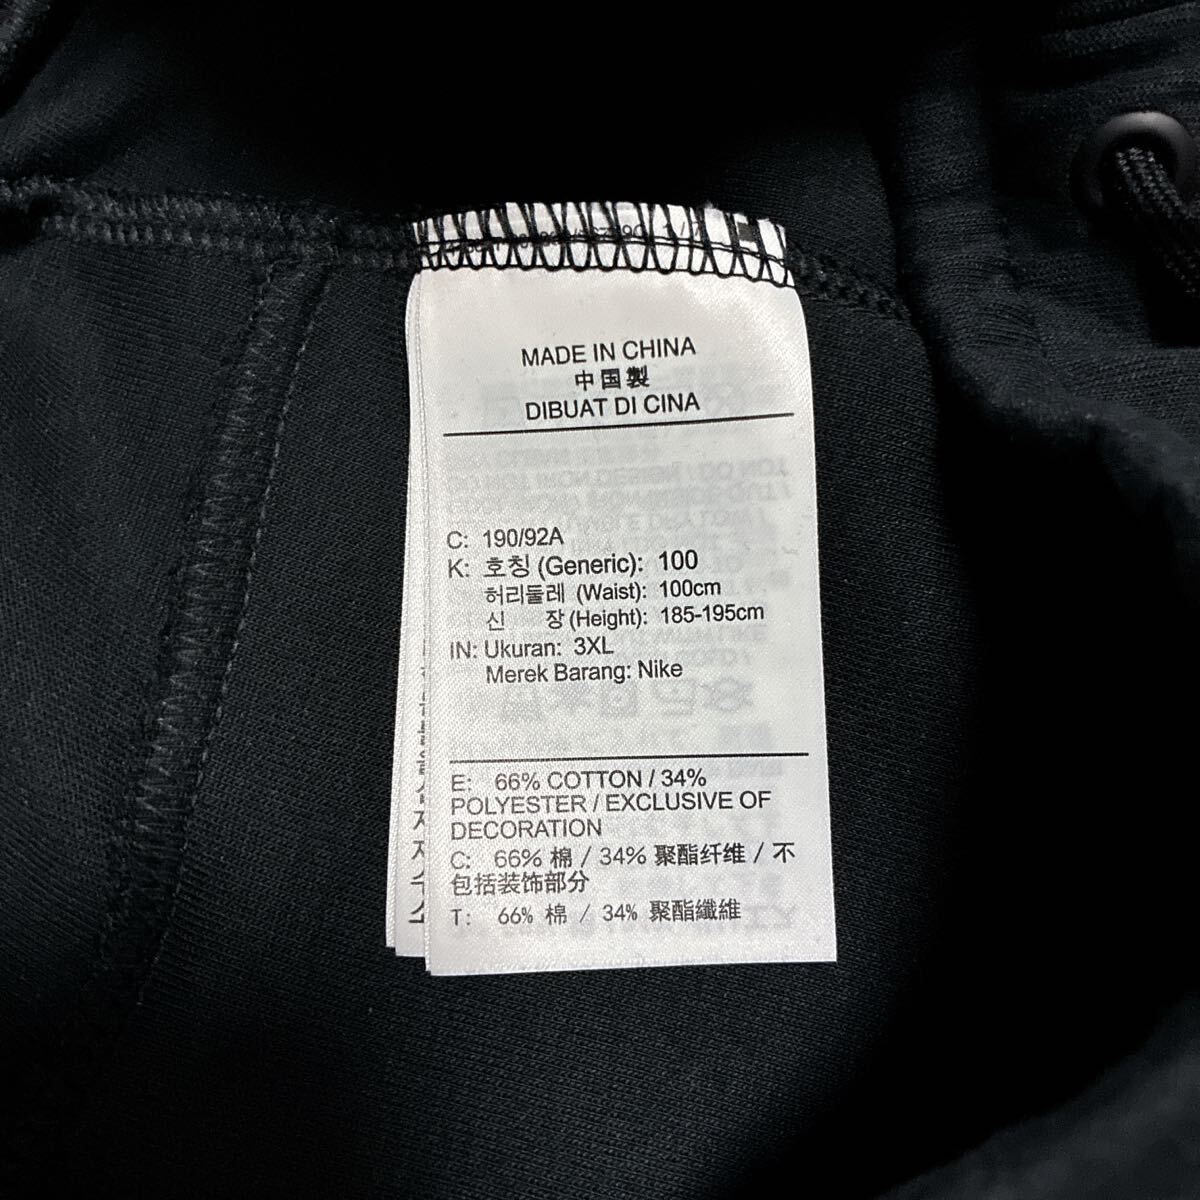 MADE IN CHINA
中国製
DIBUAT DI CINA
C: 190/92A
K: 호칭 (Generic): 100
허리둘레 (Waist): 100cm
신 장 (Height): 185-195cm
IN: Ukuran: 3XL
Merek Barang: Nike
E: 66% COTTON / 34%
POLYESTER / EXCLUSIVE OF
DECORATION
C: 66% 棉 / 34% 聚酯纤维 / 不
包括装饰部分
T: 66% 棉 / 34% 聚酯纖維